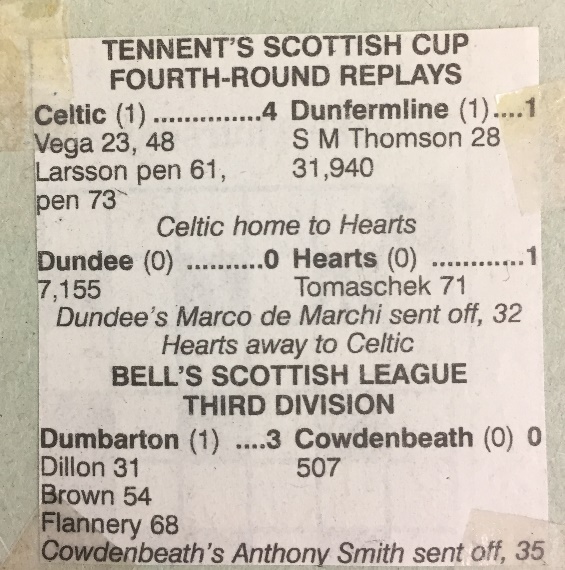 TENNENT'S SCOTTISH CUP
FOURTH-ROUND REPLAYS
Celtic (1) ..............4 Dunfermline (1)....1
Vega 23, 48 S M Thomson 28
Larsson pen 61, 31,940
pen 73
Celtic home to Hearts
Dundee (0) ..........0 Hearts (0) ............1
7,155 Tomaschek 71
Dundee's Marco de Marchi sent off, 32
Hearts away to Celtic
BELL'S SCOTTISH LEAGUE
THIRD DIVISION
Dumbarton (1) ....3 Cowdenbeath (0) 0
Dillon 31 507
Brown 54
Flannery 68
Cowdenbeath's Anthony Smith sent off, 35